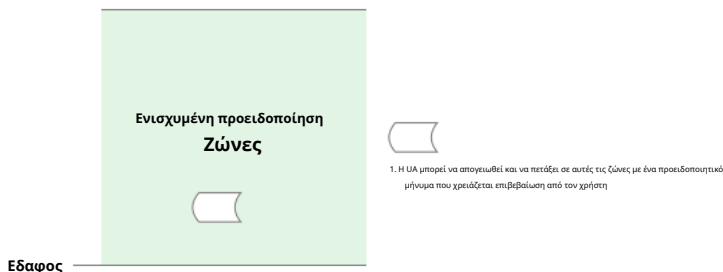 Ενισχυμένη προειδοποίηση
Ζώνες
1. Η UA μπορεί να απογειωθεί και να πετάξει σε αυτές τις ζώνες με ένα προειδοποιητικό
μήνυμα που χρειάζεται επιβεβαίωση από τον χρήστη
Εδαφος